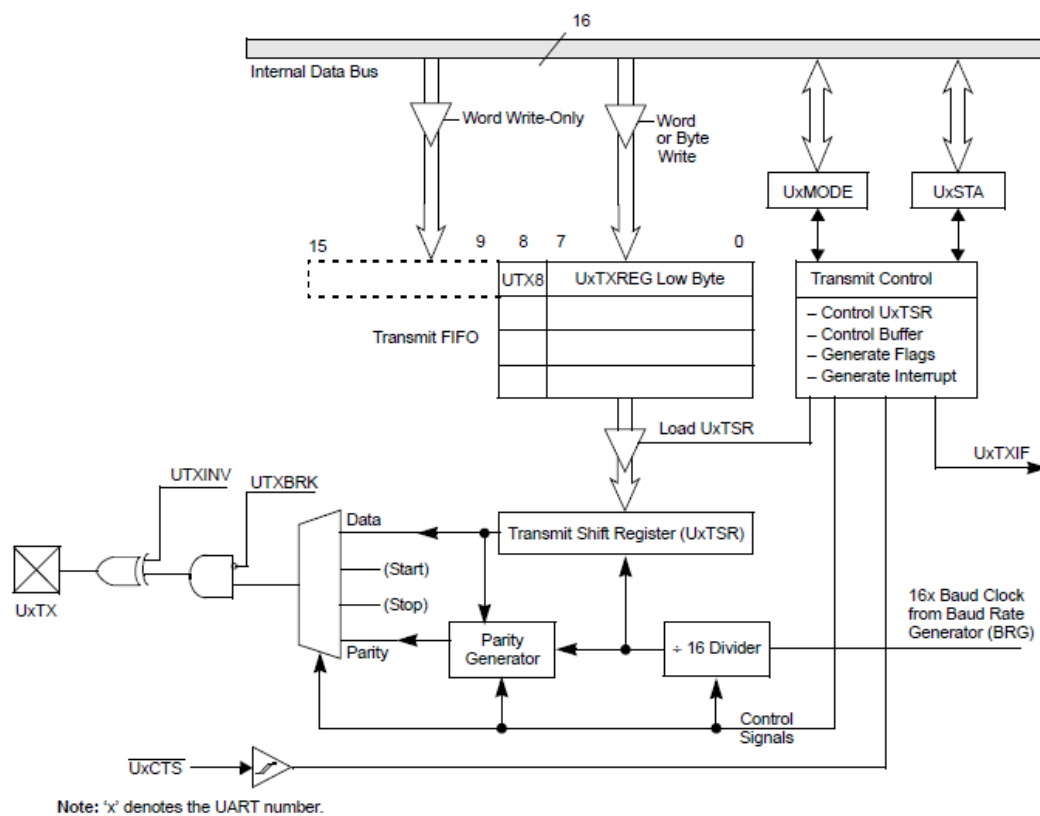 16
Internal Data Bus
Word Write-Only
Word
or Byte
Write
UxMODE
UxSTA
15
9
8
7
0
UTX8
UxTXREG Low Byte
Transmit Control
– Control UxTSR
– Control Buffer
– Generate Flags
– Generate Interrupt
Transmit FIFO
Load UxTSR
UxTXIF
UTXINV
UTXBRK
Data
Transmit Shift Register (UxTSR)
(Start)
(Stop)
UxTX
16x Baud Clock
from Baud Rate
Generator (BRG)
Parity
Parity
Generator
÷ 16 Divider
Control
Signals
UxCTS
Note: ‘x’ denotes the UART number.